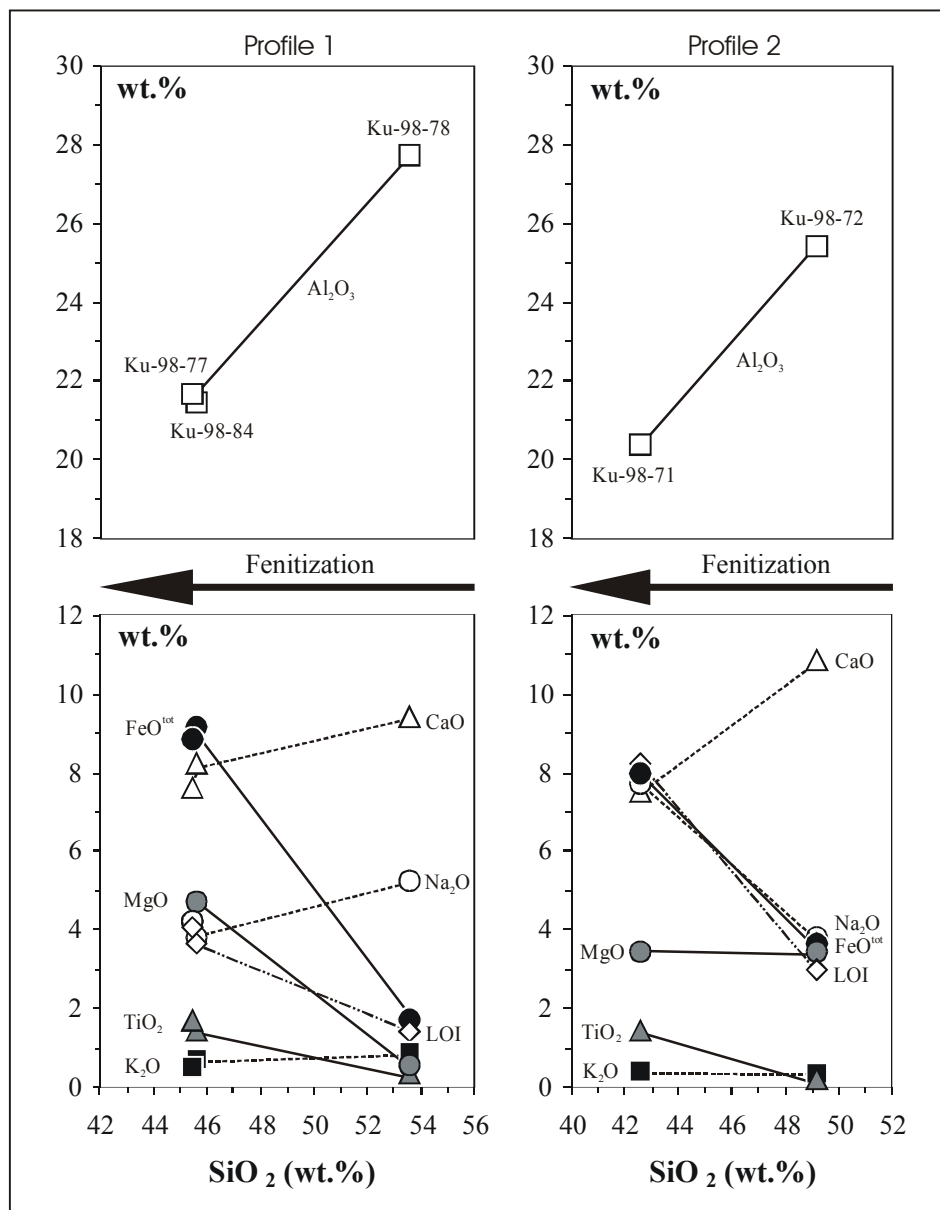 Profile 1
Profile 2
30
28
26
24
22
20
18
wt.%
Ku-98-78
Al₂O₃
Ku-98-77
Ku-98-84
30
28
26
24
22
20
18
wt.%
Ku-98-72
Al₂O₃
Ku-98-71
Fenitization
Fenitization
12
10
8
6
4
2
0
wt.%
FeOᵗᵒᵗ
CaO
MgO
Na₂O
TiO₂
LOI
K₂O
42 44 46 48 50 52 54 56
SiO₂ (wt.%)
12
10
8
6
4
2
0
wt.%
CaO
Na₂O
FeOᵗᵒᵗ
MgO
LOI
TiO₂
K₂O
40 42 44 46 48 50 52
SiO₂ (wt.%)